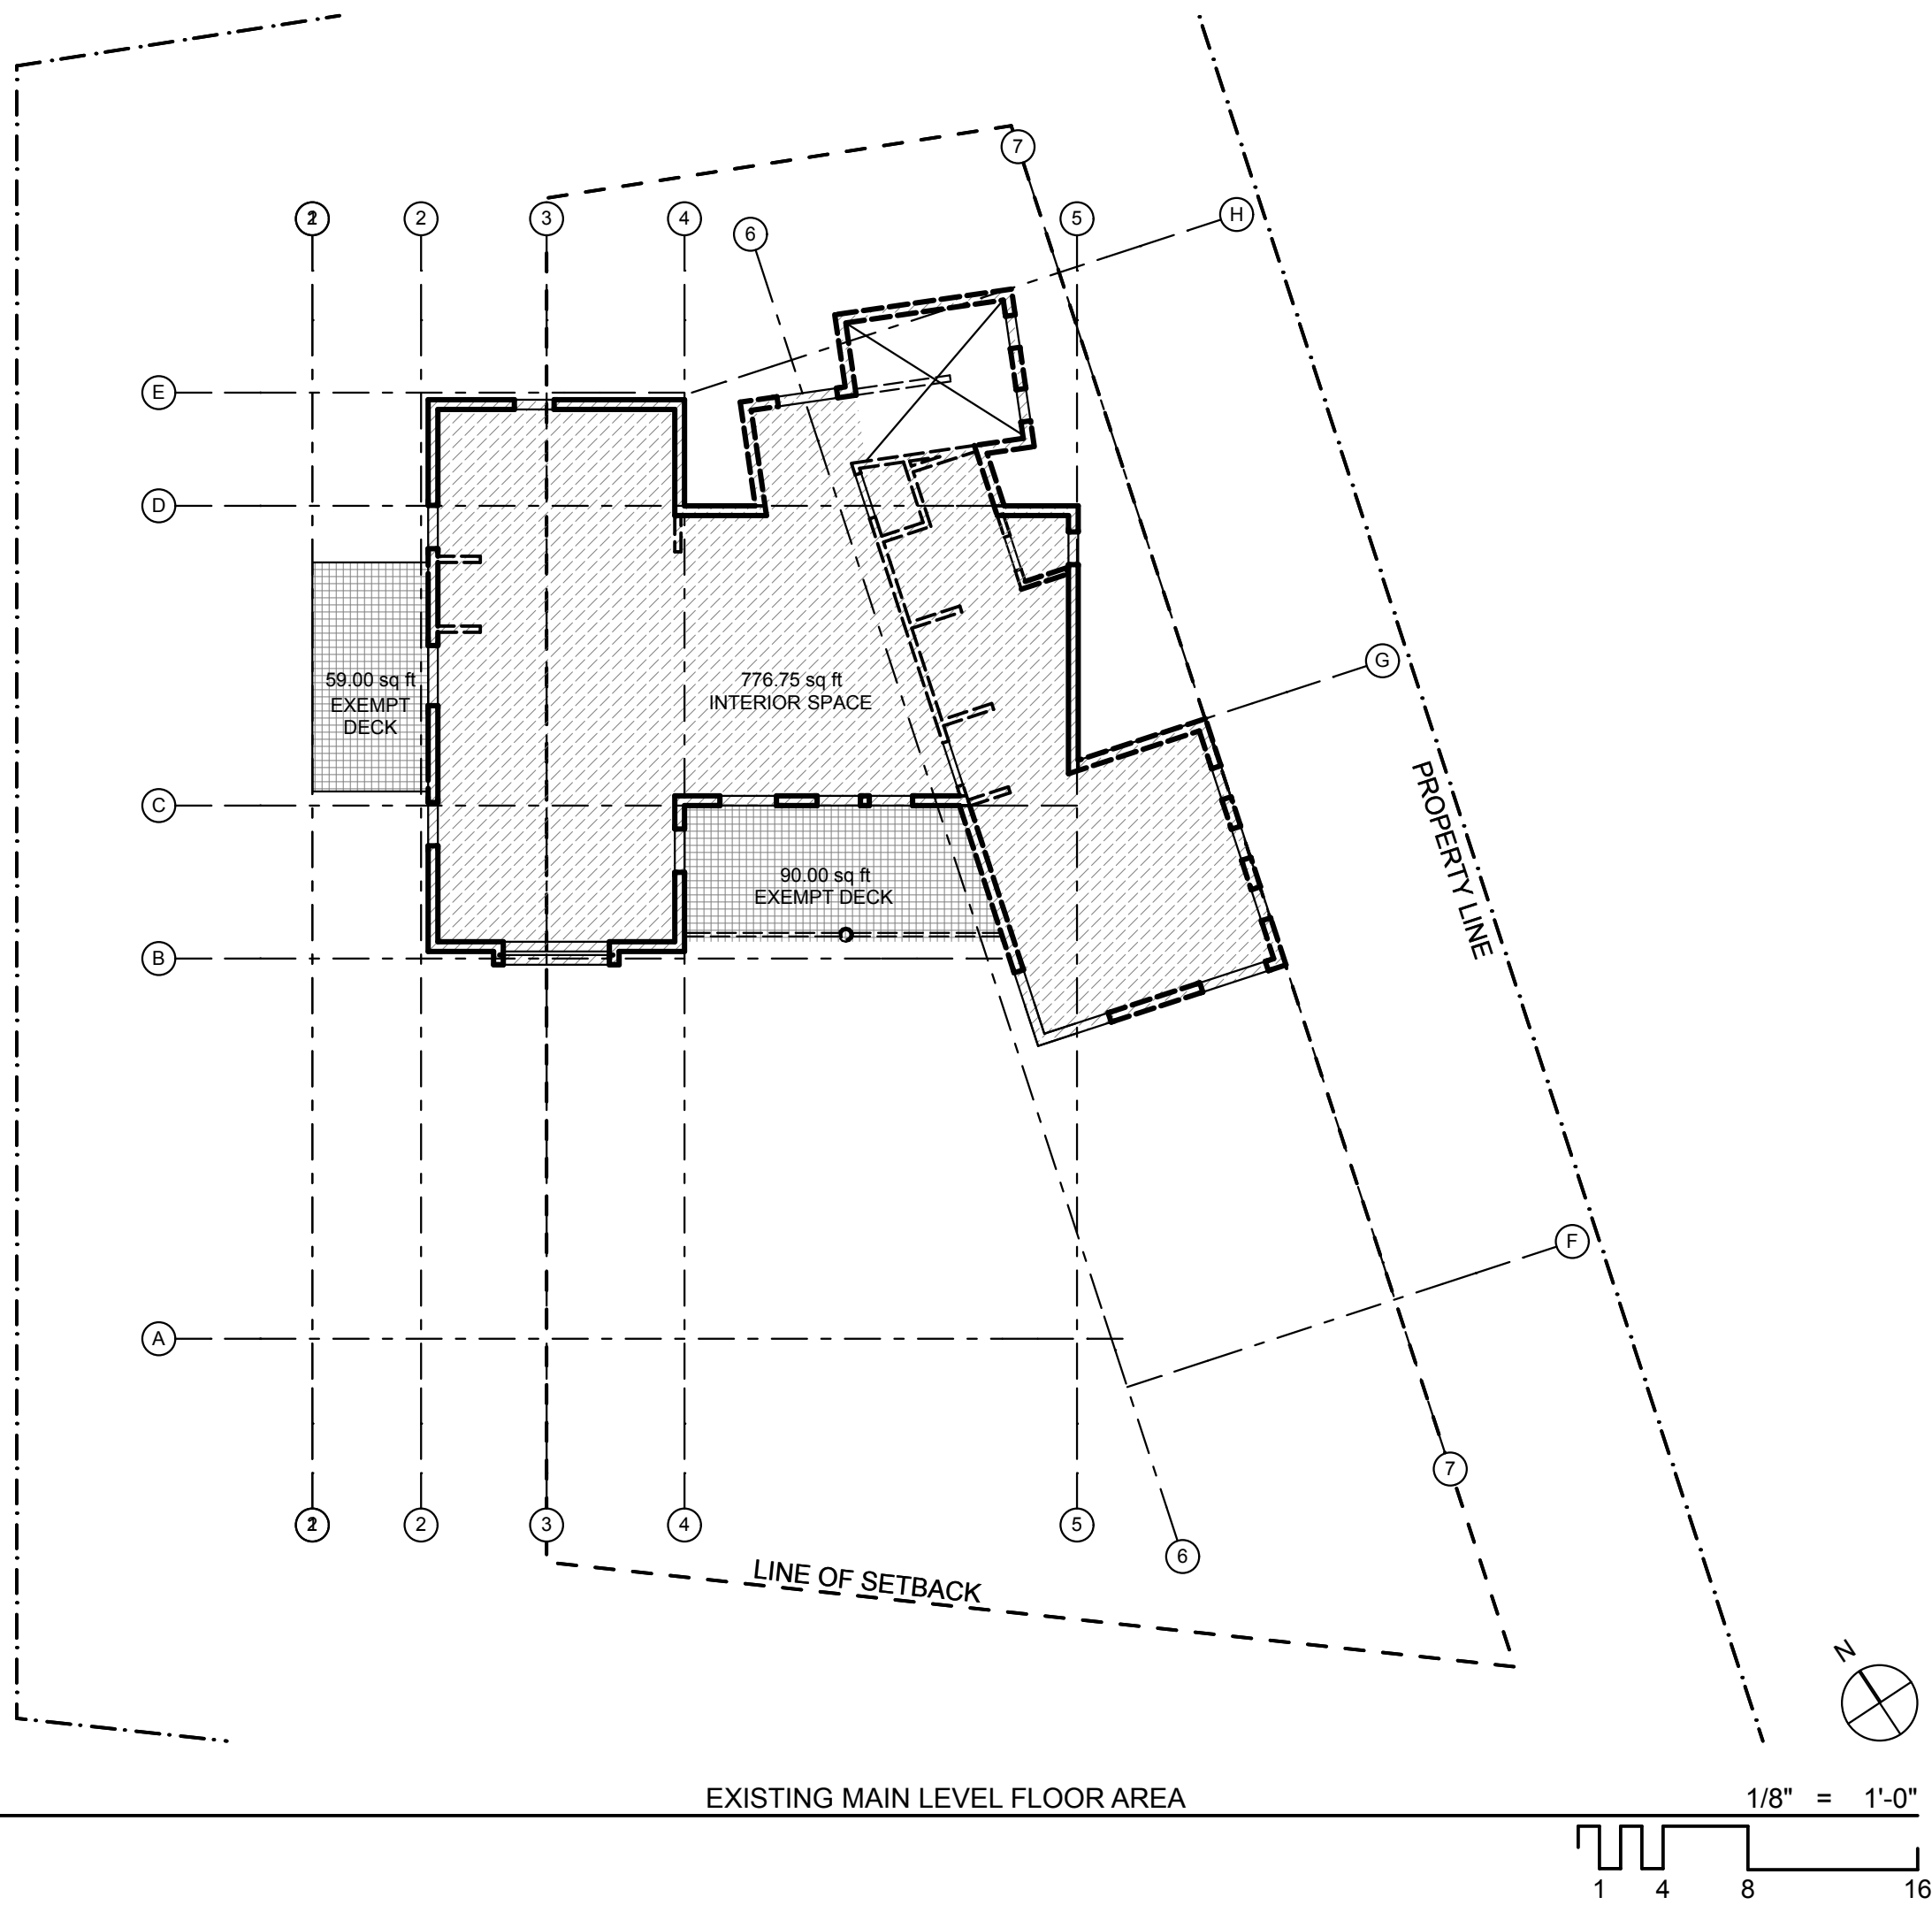 7
H
2
3
4
5
6
E
D
G
59.00 sq ft
EXEMPT
DECK
776.75 sq ft
INTERIOR SPACE
PROPERTY LINE
C
90.00 sq ft
EXEMPT DECK
B
F
A
7
2
3
4
5
6
LINE OF SETBACK
N
EXISTING MAIN LEVEL FLOOR AREA
1/8" = 1'-0"
1 4 8 16